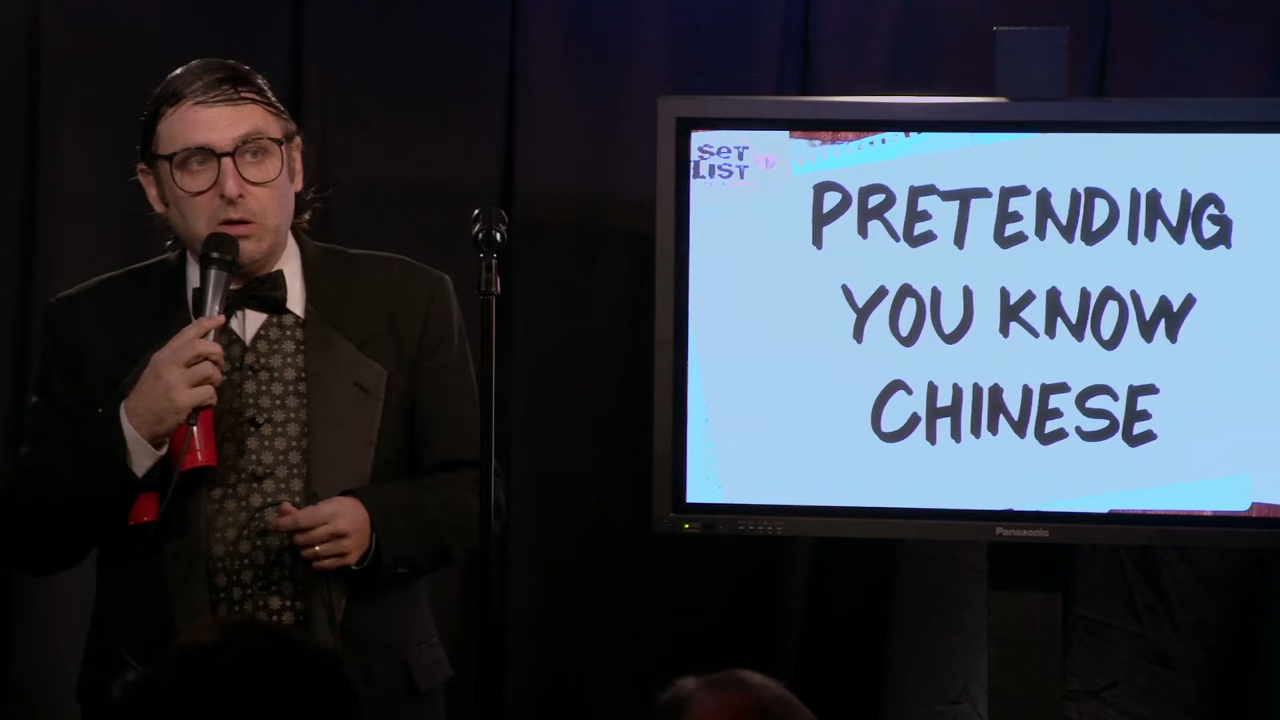 SET
LIST
PRETENDING
YOU KNOW
CHINESE
Panasonic